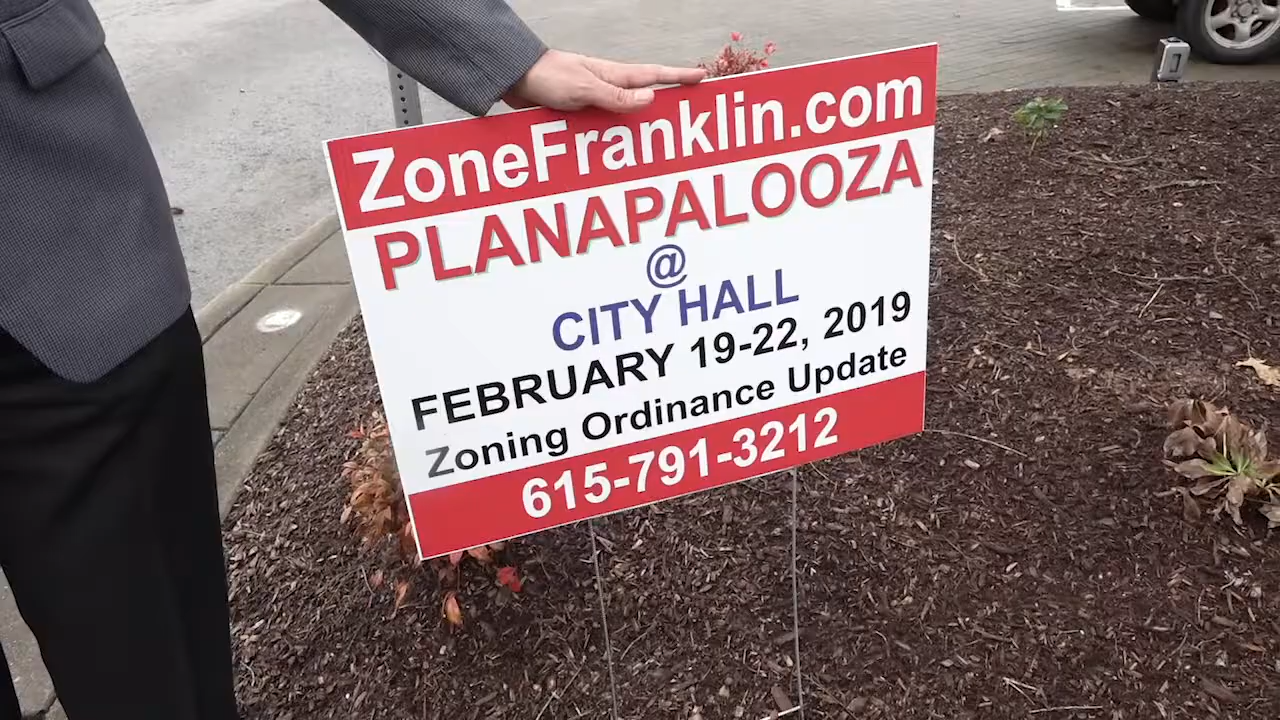 ZoneFranklin.com
PLANAPALOOZA
@
CITY HALL
FEBRUARY 19-22, 2019
Zoning Ordinance Update
615-791-3212